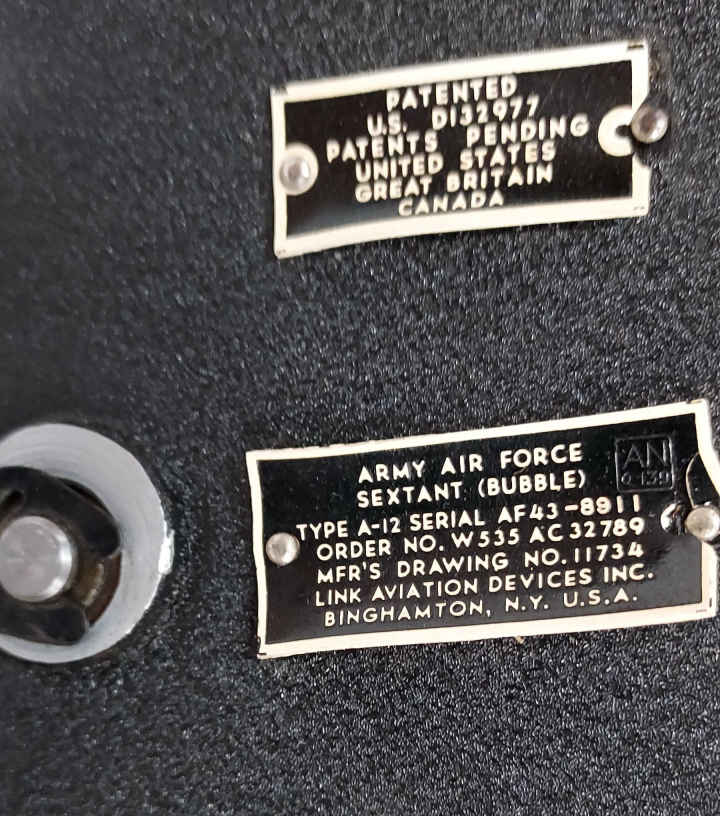 PATENTED
U.S. D132977
PATENTS PENDING
UNITED STATES
GREAT BRITAIN
CANADA
ARMY AIR FORCE
SEXTANT (BUBBLE)
AN
TYPE A-12 SERIAL AF43-8911
ORDER NO. W535 AC 32789
MFR'S DRAWING NO. 11734
LINK AVIATION DEVICES INC.
BINGHAMTON, N.Y. U.S.A.